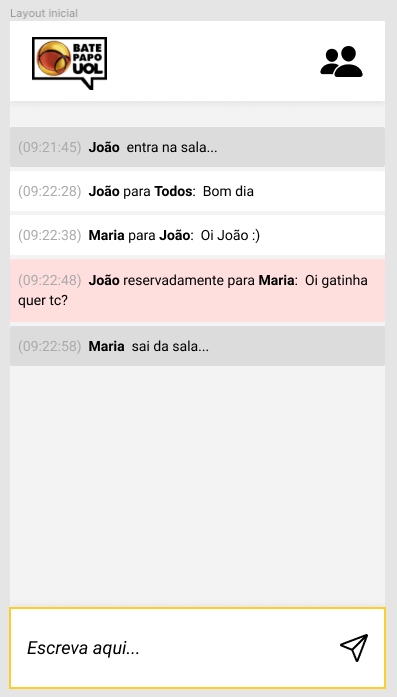 Layout inicial
BATE
PAPO
UOL
(09:21:45) João entra na sala...
(09:22:28) João para Todos: Bom dia
(09:22:38) Maria para João: Oi João :)
(09:22:48) João reservadamente para Maria: Oi gatinha
quer tc?
(09:22:58) Maria sai da sala...
Escreva aqui...